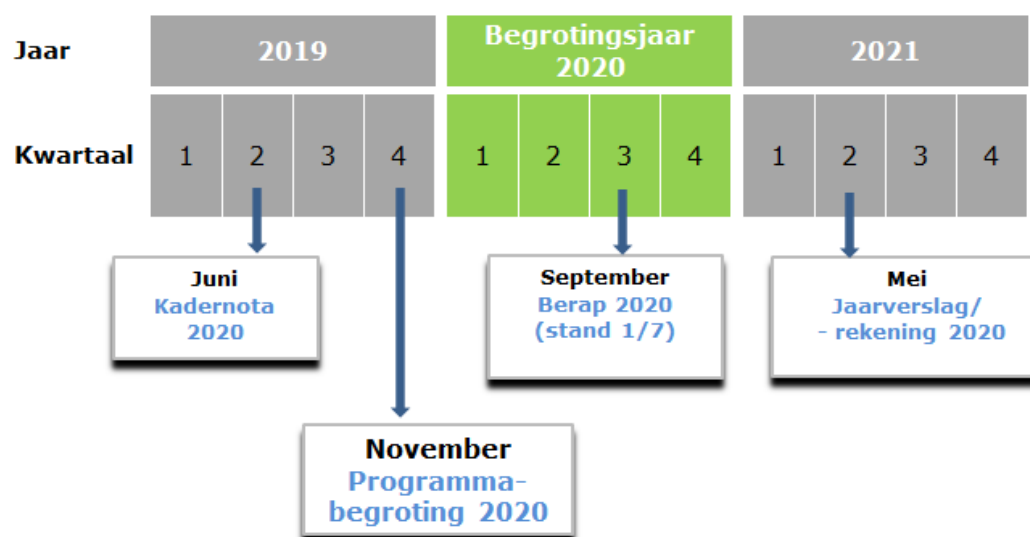 Jaar
2019
Begrotingsjaar
2020
2021
Kwartaal
1 2 3 4
1 2 3 4
1 2 3 4
Juni
Kadernota
2020
November
Programma-
begroting 2020
September
Berap 2020
(stand 1/7)
Mei
Jaarverslag/
- rekening 2020